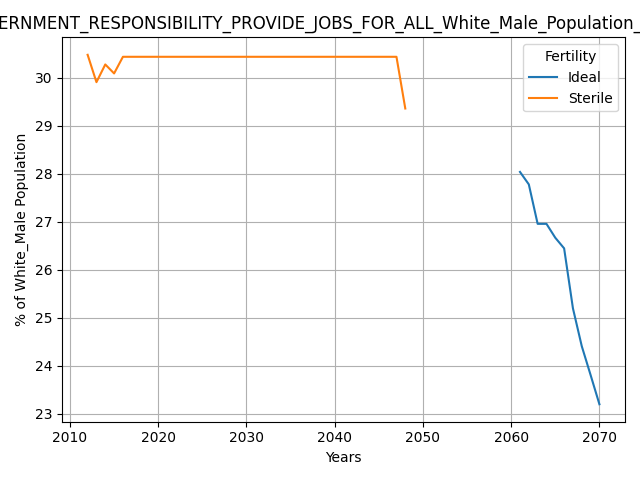 ERNMENT_RESPONSIBILITY_PROVIDE_JOBS_FOR_ALL_White_Male_Population_
Fertility
Ideal
Sterile
30
29
28
27
26
25
24
23
% of White_Male Population
2010 2020 2030 2040 2050 2060 2070
Years